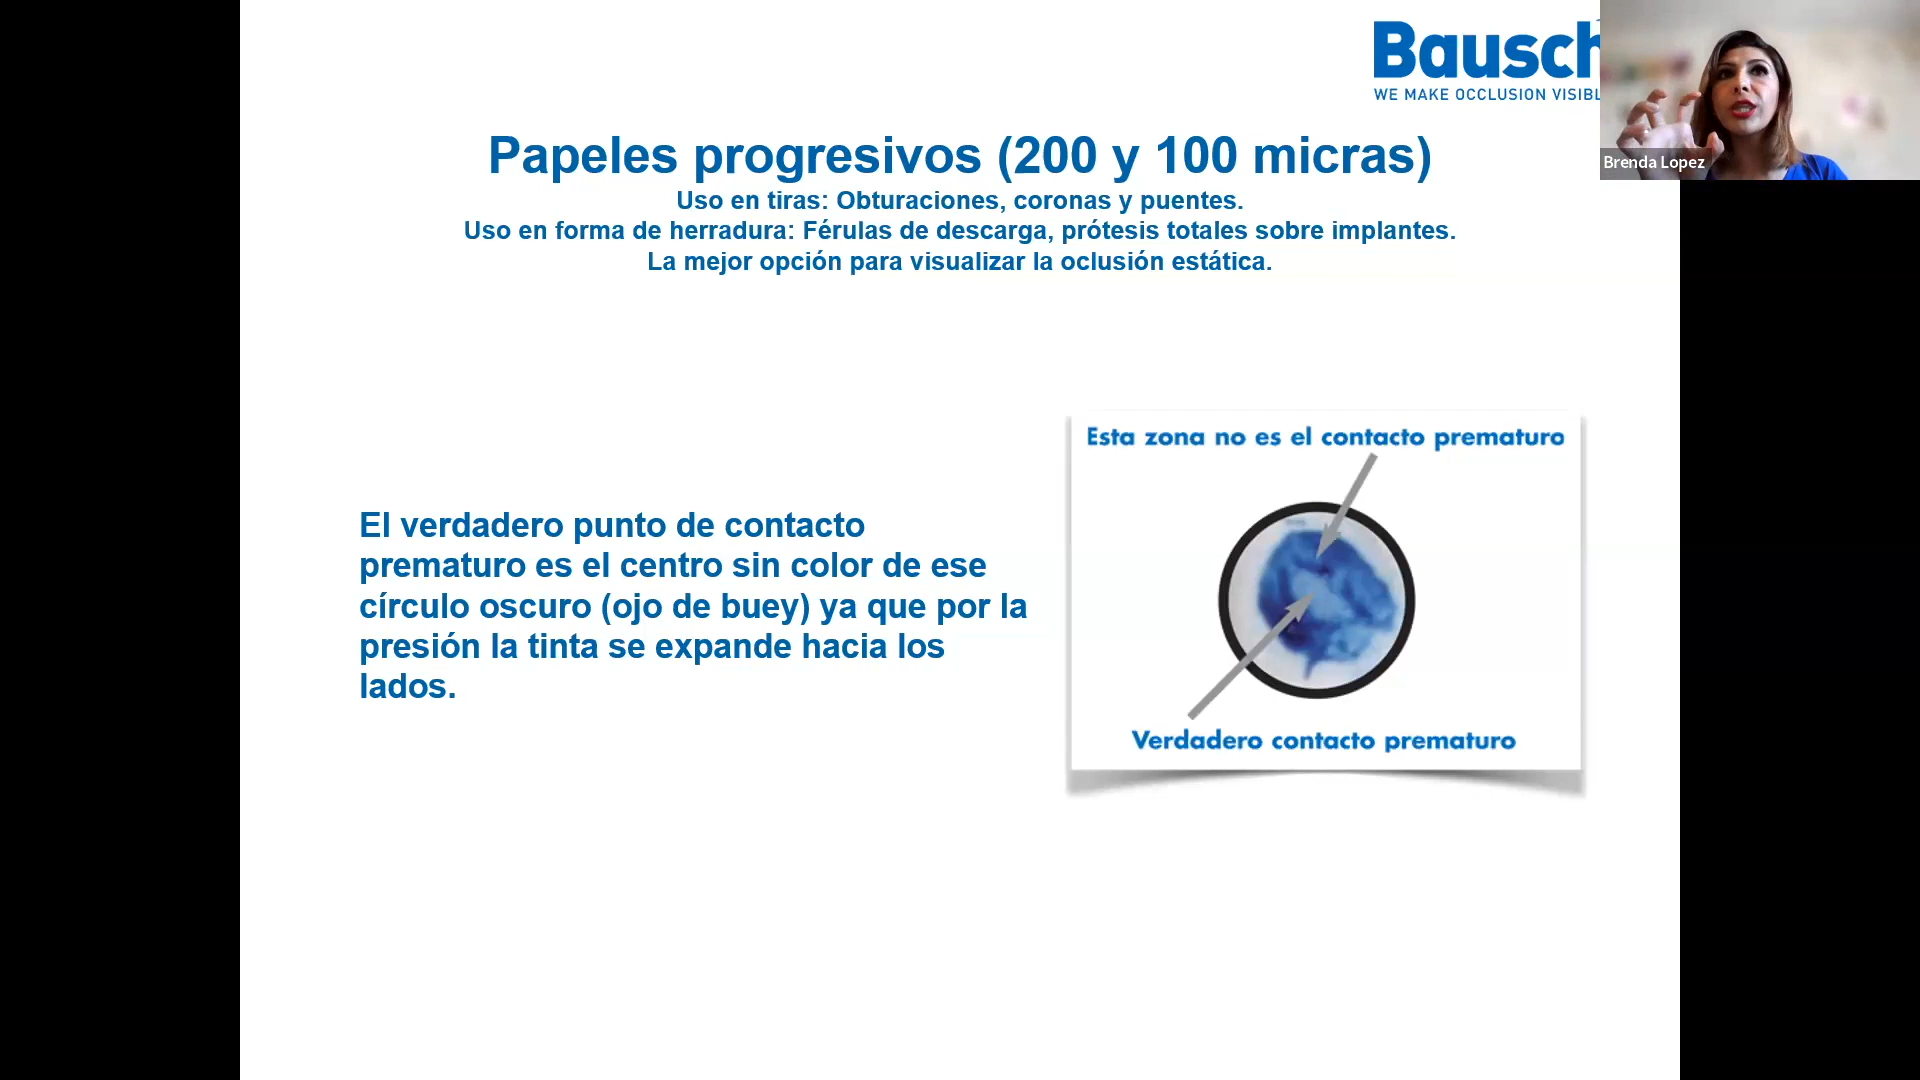 Bausch
WE MAKE OCCLUSION
Brenda Lopez
Papeles progresivos (200 y 100 micras)
Uso en tiras: Obturaciones, coronas y puentes.
Uso en forma de herradura: Férulas de descarga, prótesis totales sobre implantes.
La mejor opción para visualizar la oclusión estática.
Esta zona no es el contacto prematuro
El verdadero punto de contacto
prematuro es el centro sin color de ese
círculo oscuro (ojo de buey) ya que por la
presión la tinta se expande hacia los
lados.
Verdadero contacto prematuro